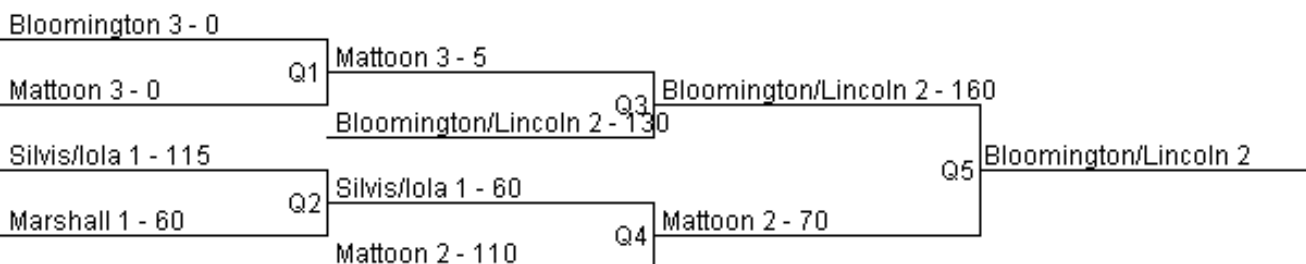 Bloomington 3 - 0
Mattoon 3 - 5
Q1
Mattoon 3 - 0
Bloomington/Lincoln 2 - 160
Q3
Bloomington/Lincoln 2 - 130
Silvis/Iola 1 - 115
Bloomington/Lincoln 2
Q5
Silvis/Iola 1 - 60
Q2
Marshall 1 - 60
Mattoon 2 - 70
Q4
Mattoon 2 - 110